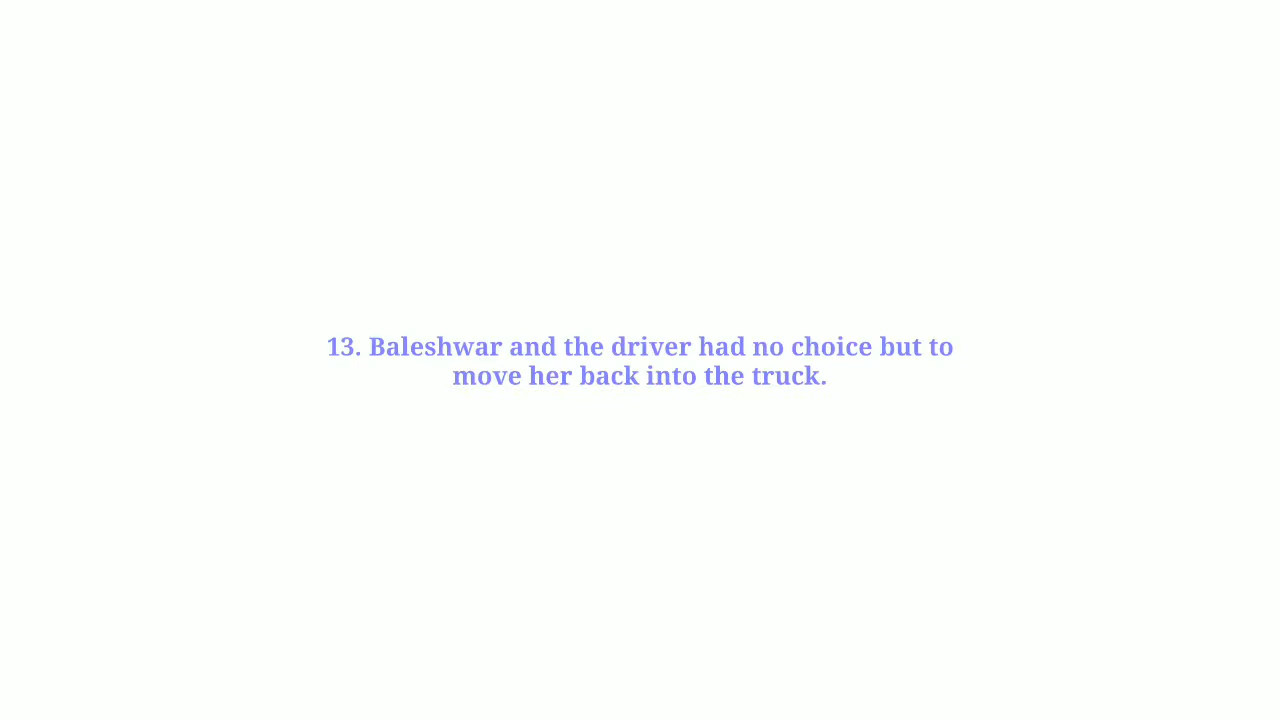 13. Baleshwar and the driver had no choice but to
move her back into the truck.